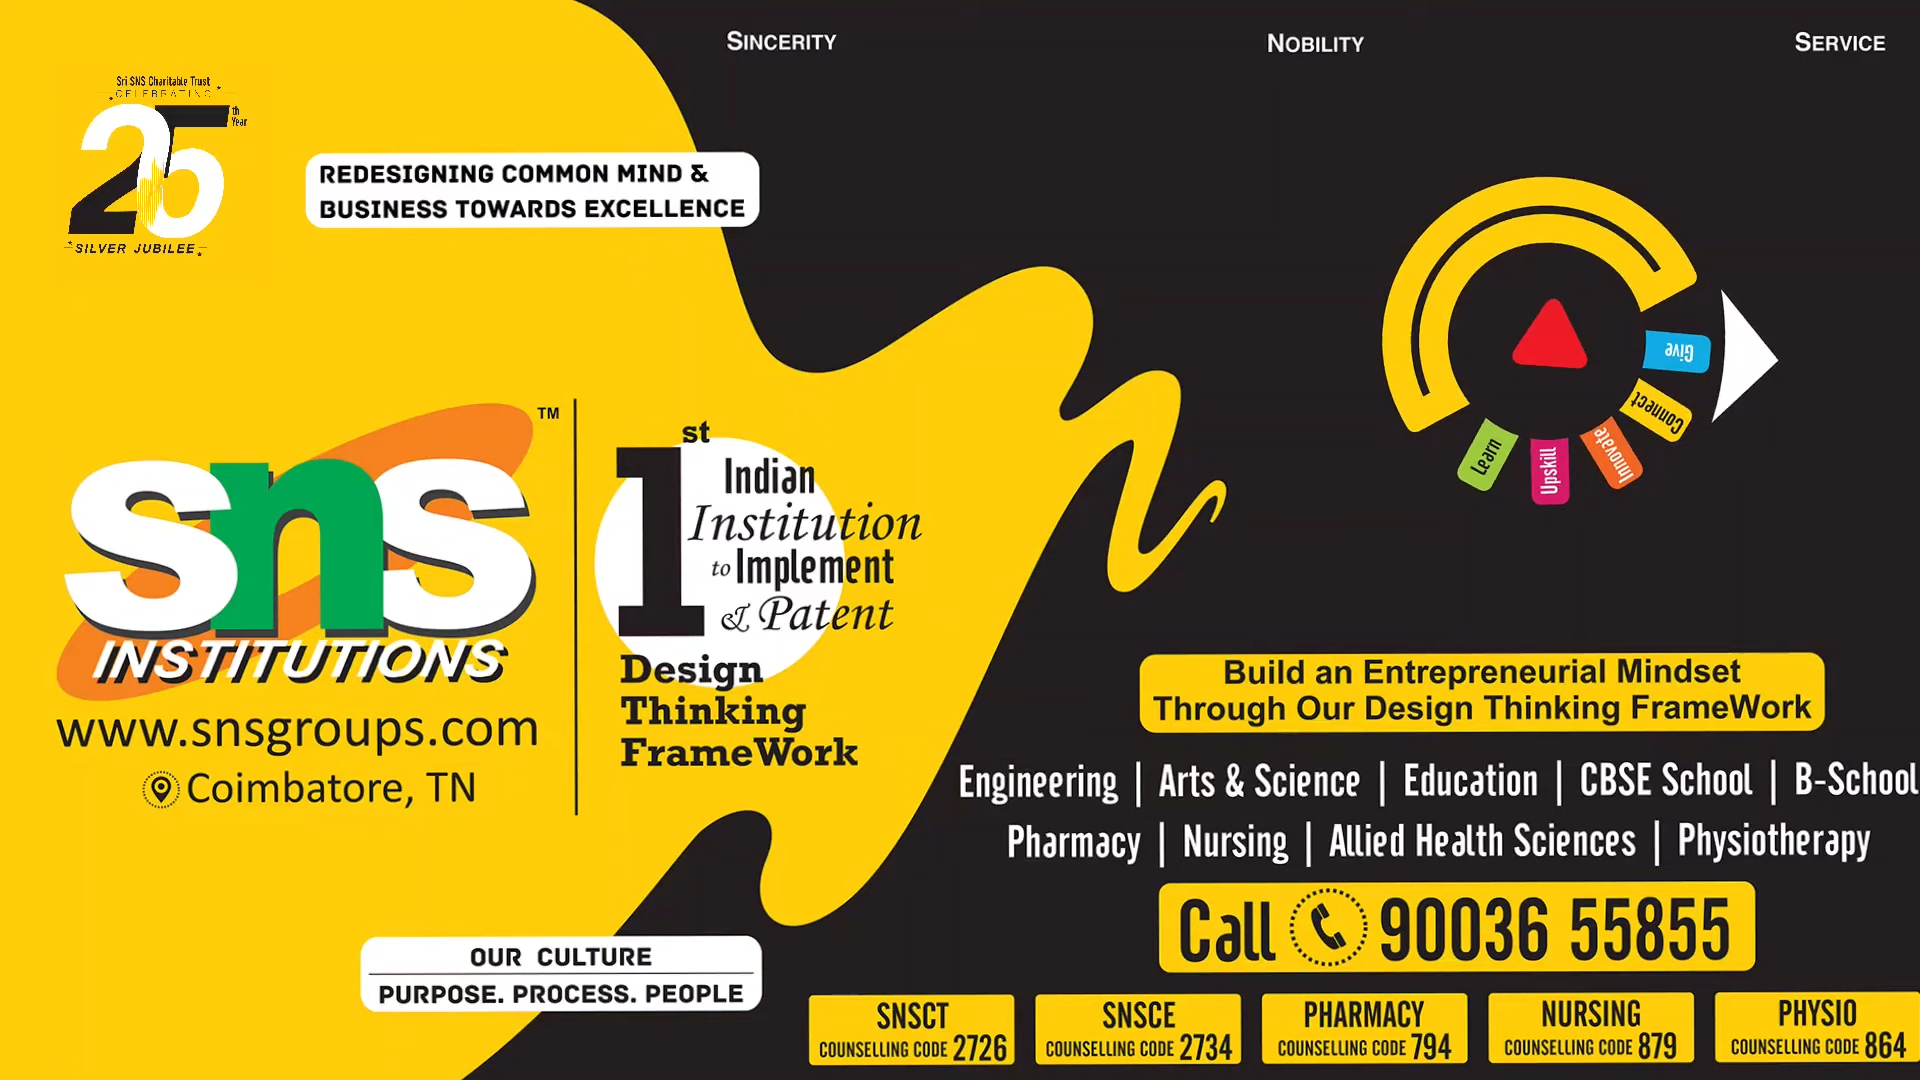 SINCERITY
NOBILITY
SERVICE
Sri SNS Charitable Trust
CELEBRATING
25th Year
SILVER JUBILEE
REDESIGNING COMMON MIND &
BUSINESS TOWARDS EXCELLENCE
Give
Connect
Innovate
Upskill
Learn
sns TM
INSTITUTIONS
www.snsgroups.com
Coimbatore, TN
1st
Indian
Institution
to Implement
& Patent
Design
Thinking
FrameWork
Build an Entrepreneurial Mindset
Through Our Design Thinking FrameWork
Engineering | Arts & Science | Education | CBSE School | B-School
Pharmacy | Nursing | Allied Health Sciences | Physiotherapy
Call 90036 55855
OUR CULTURE
PURPOSE. PROCESS. PEOPLE
SNSCT
COUNSELLING CODE 2726
SNSCE
COUNSELLING CODE 2734
PHARMACY
COUNSELLING CODE 794
NURSING
COUNSELLING CODE 879
PHYSIO
COUNSELLING CODE 864